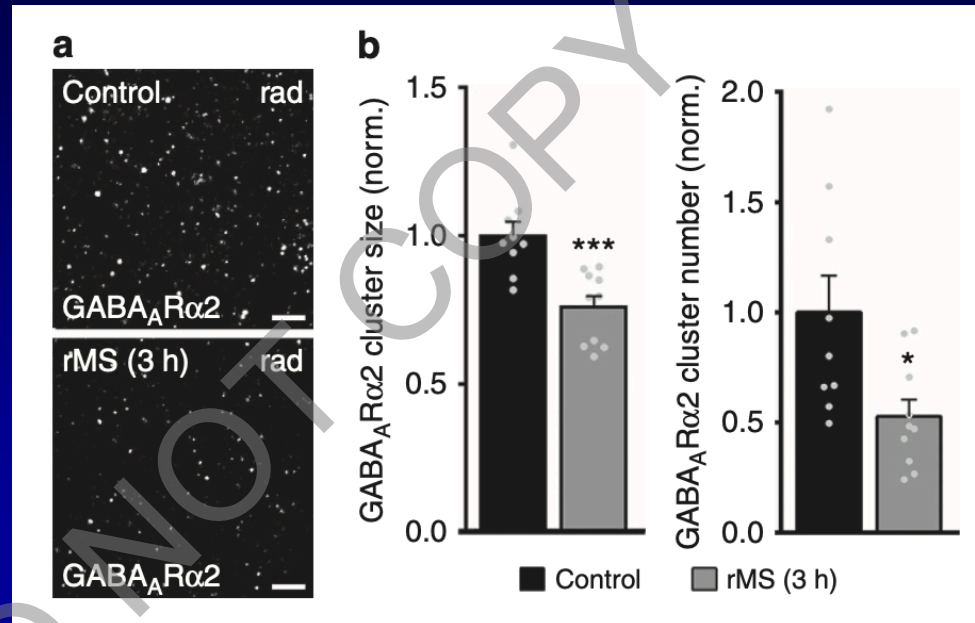 a
Control
rad
GABAARα2
rMS (3 h)
rad
GABAARα2
b
GABAARα2 cluster size (norm.)
1.5
1.0
0.5
0.0
***
GABAARα2 cluster number (norm.)
2.0
1.5
1.0
0.5
0.0
*
Control
rMS (3 h)
DO NOT COPY